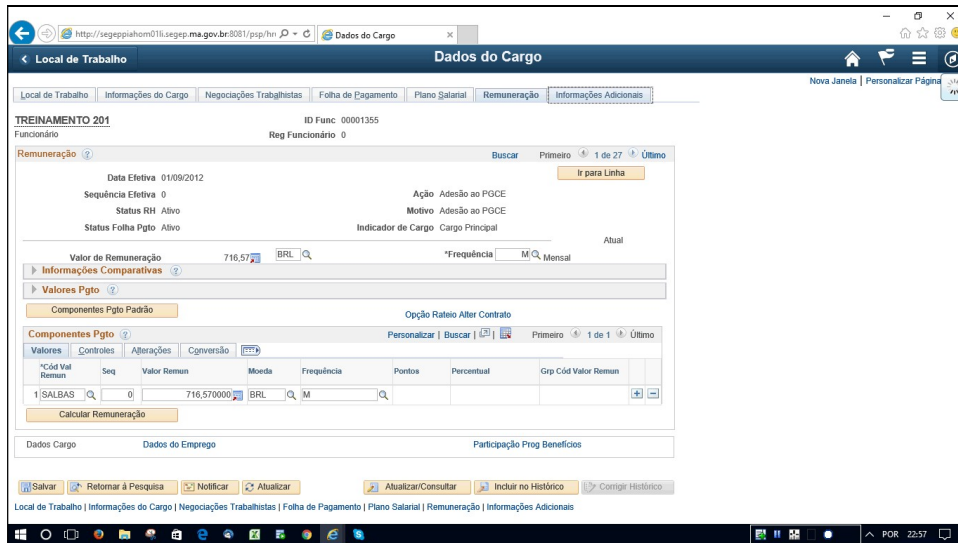 http://segeppiahom01li.segep.ma.gov.br:8081/psp/hr
Dados do Cargo
Local de Trabalho
Dados do Cargo
Nova Janela | Personalizar Página
Local de Trabalho Informações do Cargo Negociações Trabalhistas Folha de Pagamento Plano Salarial Remuneração Informações Adicionais
TREINAMENTO 201 ID Func 00001355
Funcionário Reg Funcionário 0
Remuneração Buscar Primeiro 1 de 27 Último
Data Efetiva 01/09/2012 Ir para Linha
Sequência Efetiva 0 Ação Adesão ao PGCE
Status RH Ativo Motivo Adesão ao PGCE
Status Folha Pgto Ativo Indicador de Cargo Cargo Principal
Atual
Valor de Remuneração 716,57 BRL *Frequência M Mensal
Informações Comparativas
Valores Pgto
Componentes Pgto Padrão
Opção Rateio Alter Contrato
Componentes Pgto Personalizar | Buscar | Primeiro 1 de 1 Último
Valores Controles Alterações Conversão
*Cód Val Remun Seq Valor Remun Moeda Frequência Pontos Percentual Grp Cód Valor Remun
1 SALBAS 0 716,570000 BRL M
Calcular Remuneração
Dados Cargo Dados do Emprego Participação Prog Benefícios
Salvar Retornar à Pesquisa Notificar Atualizar Atualizar/Consultar Incluir no Histórico Corrigir Histórico
Local de Trabalho | Informações do Cargo | Negociações Trabalhistas | Folha de Pagamento | Plano Salarial | Remuneração | Informações Adicionais
POR 22:57